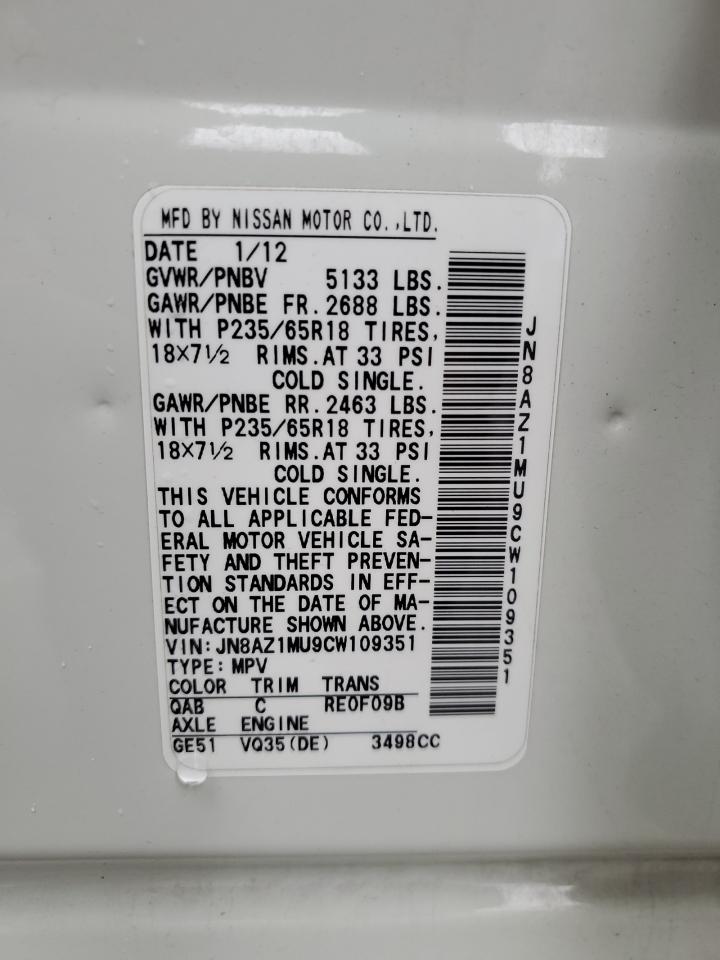 MFD BY NISSAN MOTOR CO.,LTD.
DATE 1/12
GVWR/PNBV 5133 LBS.
GAWR/PNBE FR.2688 LBS.
WITH P235/65R18 TIRES,
18×7½ RIMS.AT 33 PSI
COLD SINGLE.
GAWR/PNBE RR.2463 LBS.
WITH P235/65R18 TIRES,
18×7½ RIMS.AT 33 PSI
COLD SINGLE.
THIS VEHICLE CONFORMS
TO ALL APPLICABLE FED-
ERAL MOTOR VEHICLE SA-
FETY AND THEFT PREVEN-
TION STANDARDS IN EFF-
ECT ON THE DATE OF MA-
NUFACTURE SHOWN ABOVE.
VIN:JN8AZ1MU9CW109351
TYPE:MPV
COLOR TRIM TRANS
QAB C RE0F09B
AXLE ENGINE
GE51 VQ35(DE) 3498CC
JN8AZ1MU9CW109351